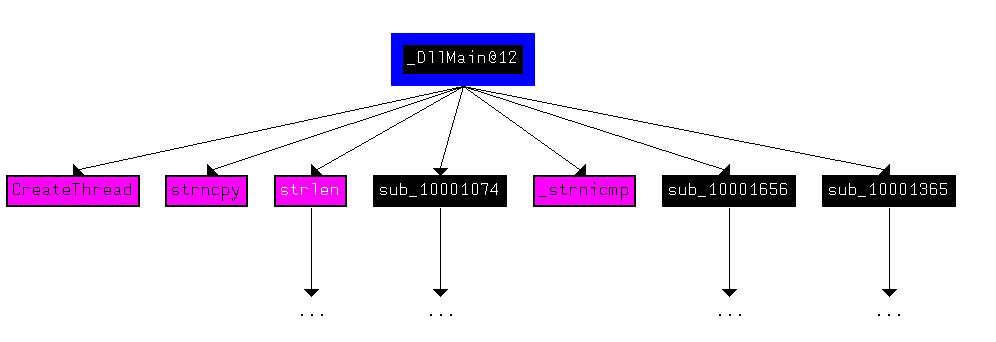 _DllMain@12
CreateThread
strncpy
strlen
sub_10001074
_strnicmp
sub_10001656
sub_10001365
...
...
...
...